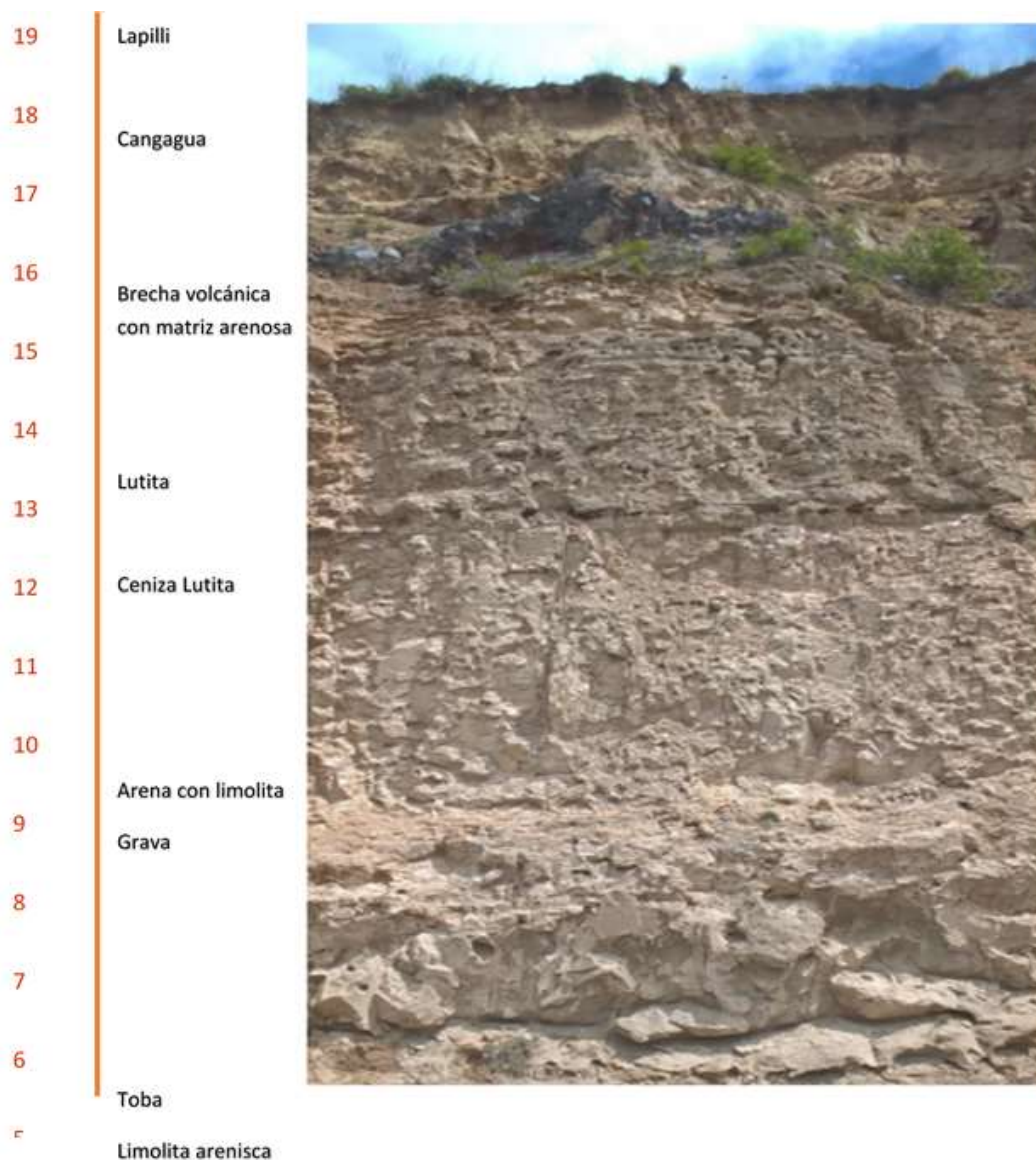 19
Lapilli
18
Cangagua
17
16
Brecha volcánica
con matriz arenosa
15
14
Lutita
13
12
Ceniza Lutita
11
10
Arena con limolita
9
Grava
8
7
6
Toba
Limolita arenisca